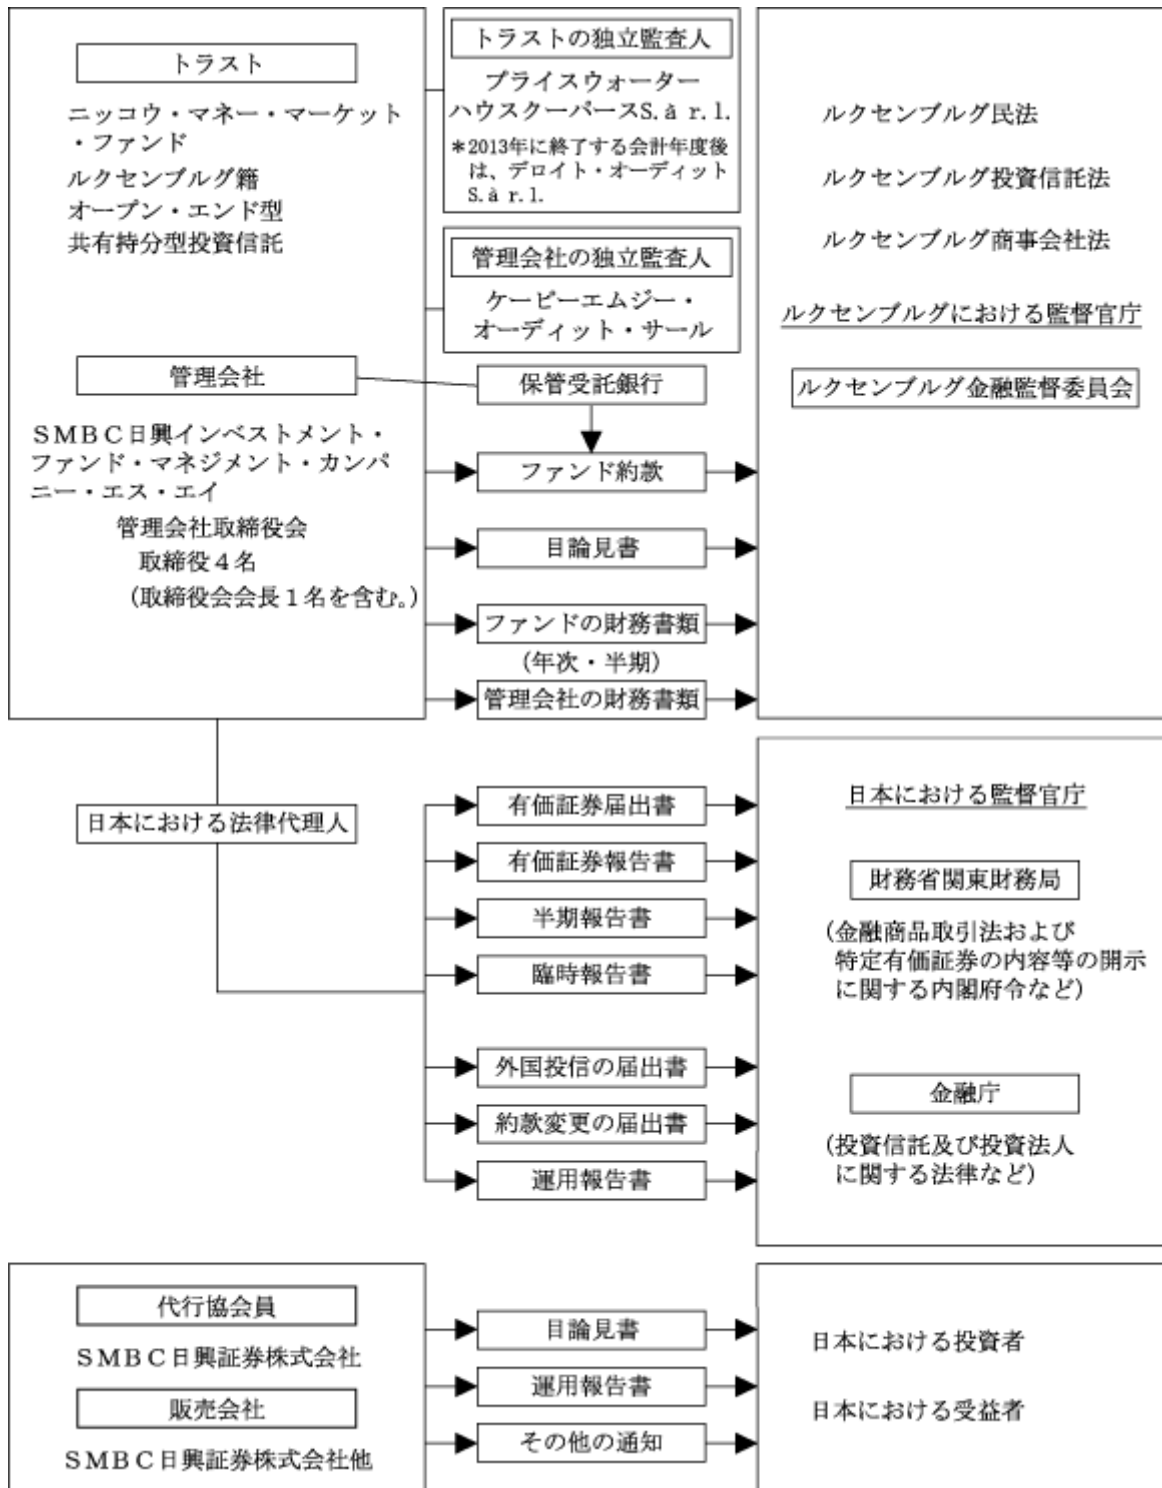 トラスト
ニッコウ・マネー・マーケット
・ファンド
ルクセンブルグ籍
オープン・エンド型
共有持分型投資信託
管理会社
SMBC日興インベストメント・
ファンド・マネジメント・カンパ
ニー・エス・エイ
管理会社取締役会
取締役4名
(取締役会会長1名を含む。)
トラストの独立監査人
プライスウォーター
ハウスクーパースS.à r.l.
*2013年に終了する会計年度後
は、デロイト・オーディット
S.à r.l.
管理会社の独立監査人
ケーピーエムジー・
オーディット・サール
保管受託銀行
ファンド約款
目論見書
ファンドの財務書類
(年次・半期)
管理会社の財務書類
ルクセンブルグ民法
ルクセンブルグ投資信託法
ルクセンブルグ商事会社法
ルクセンブルグにおける監督官庁
ルクセンブルグ金融監督委員会
日本における法律代理人
有価証券届出書
有価証券報告書
半期報告書
臨時報告書
外国投信の届出書
約款変更の届出書
運用報告書
日本における監督官庁
財務省関東財務局
(金融商品取引法および
特定有価証券の内容等の開示
に関する内閣府令など)
金融庁
(投資信託及び投資法人
に関する法律など)
代行協会員
SMBC日興証券株式会社
販売会社
SMBC日興証券株式会社他
目論見書
運用報告書
その他の通知
日本における投資者
日本における受益者